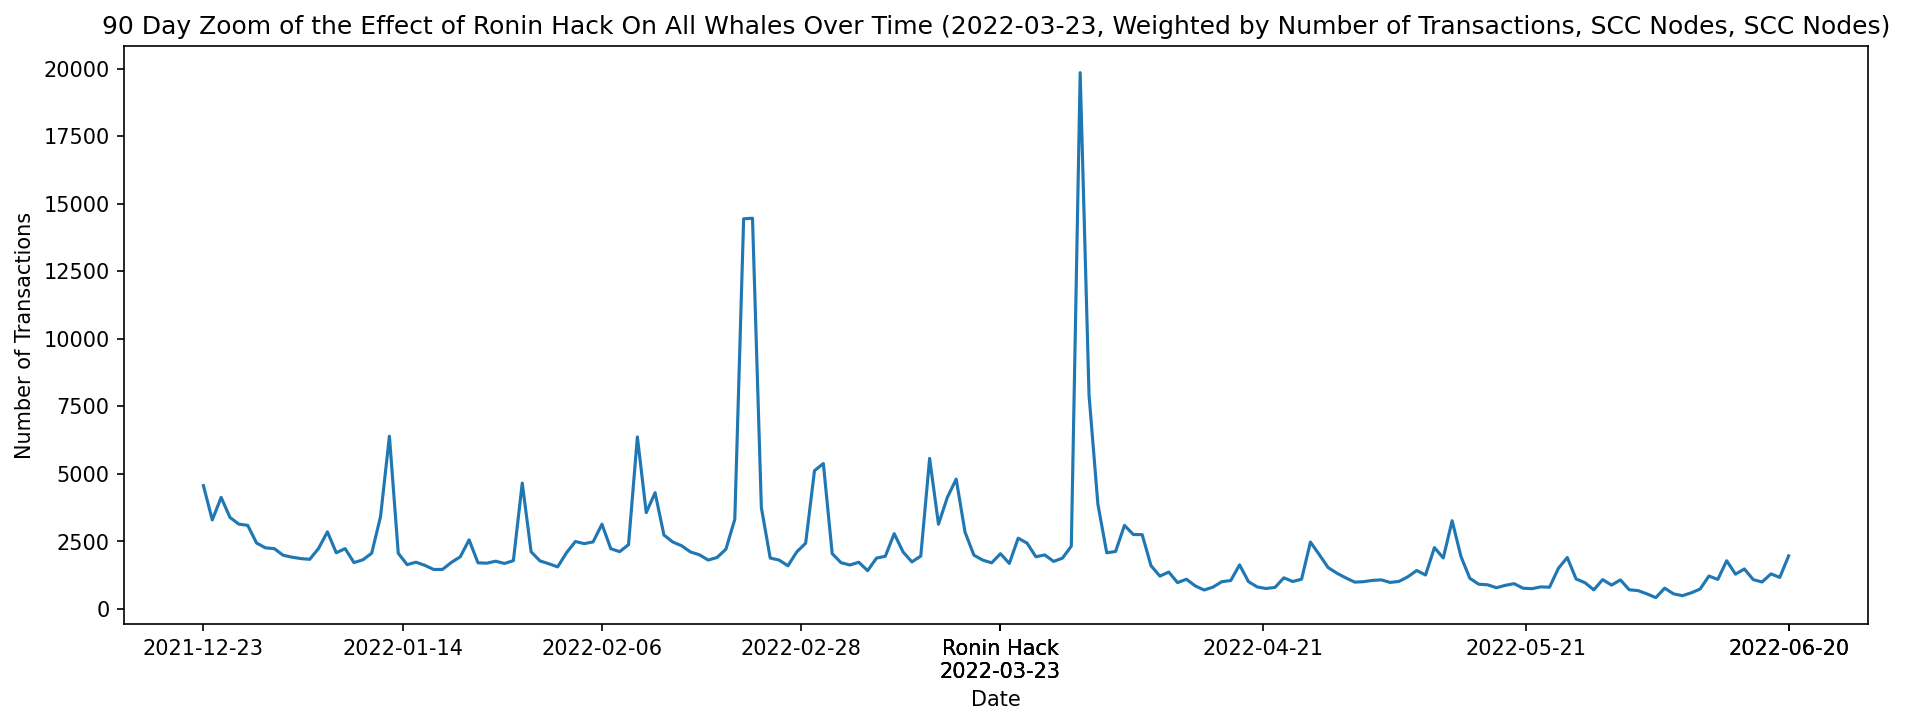 90 Day Zoom of the Effect of Ronin Hack On All Whales Over Time (2022-03-23, Weighted by Number of Transactions, SCC Nodes, SCC Nodes)
20000
17500
15000
12500
10000
7500
5000
2500
0
Number of Transactions
2021-12-23 2022-01-14 2022-02-06 2022-02-28 Ronin Hack 2022-04-21 2022-05-21 2022-06-20
2022-03-23
Date